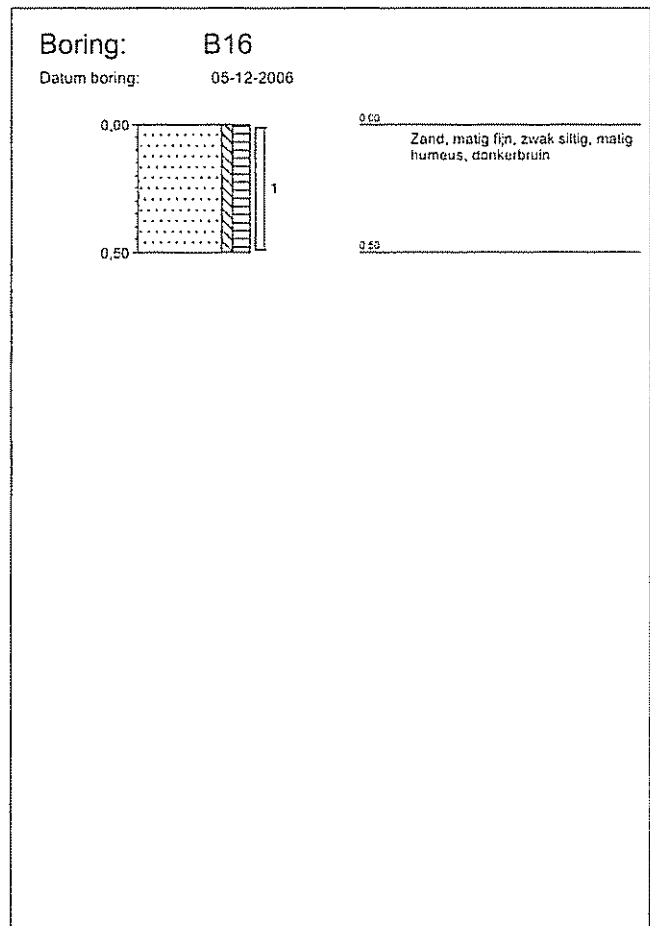 Boring: B16
Datum boring: 05-12-2006
0,00
0,50
1
0,00
Zand, matig fijn, zwak siltig, matig
humeus, donkerbruin
0,50